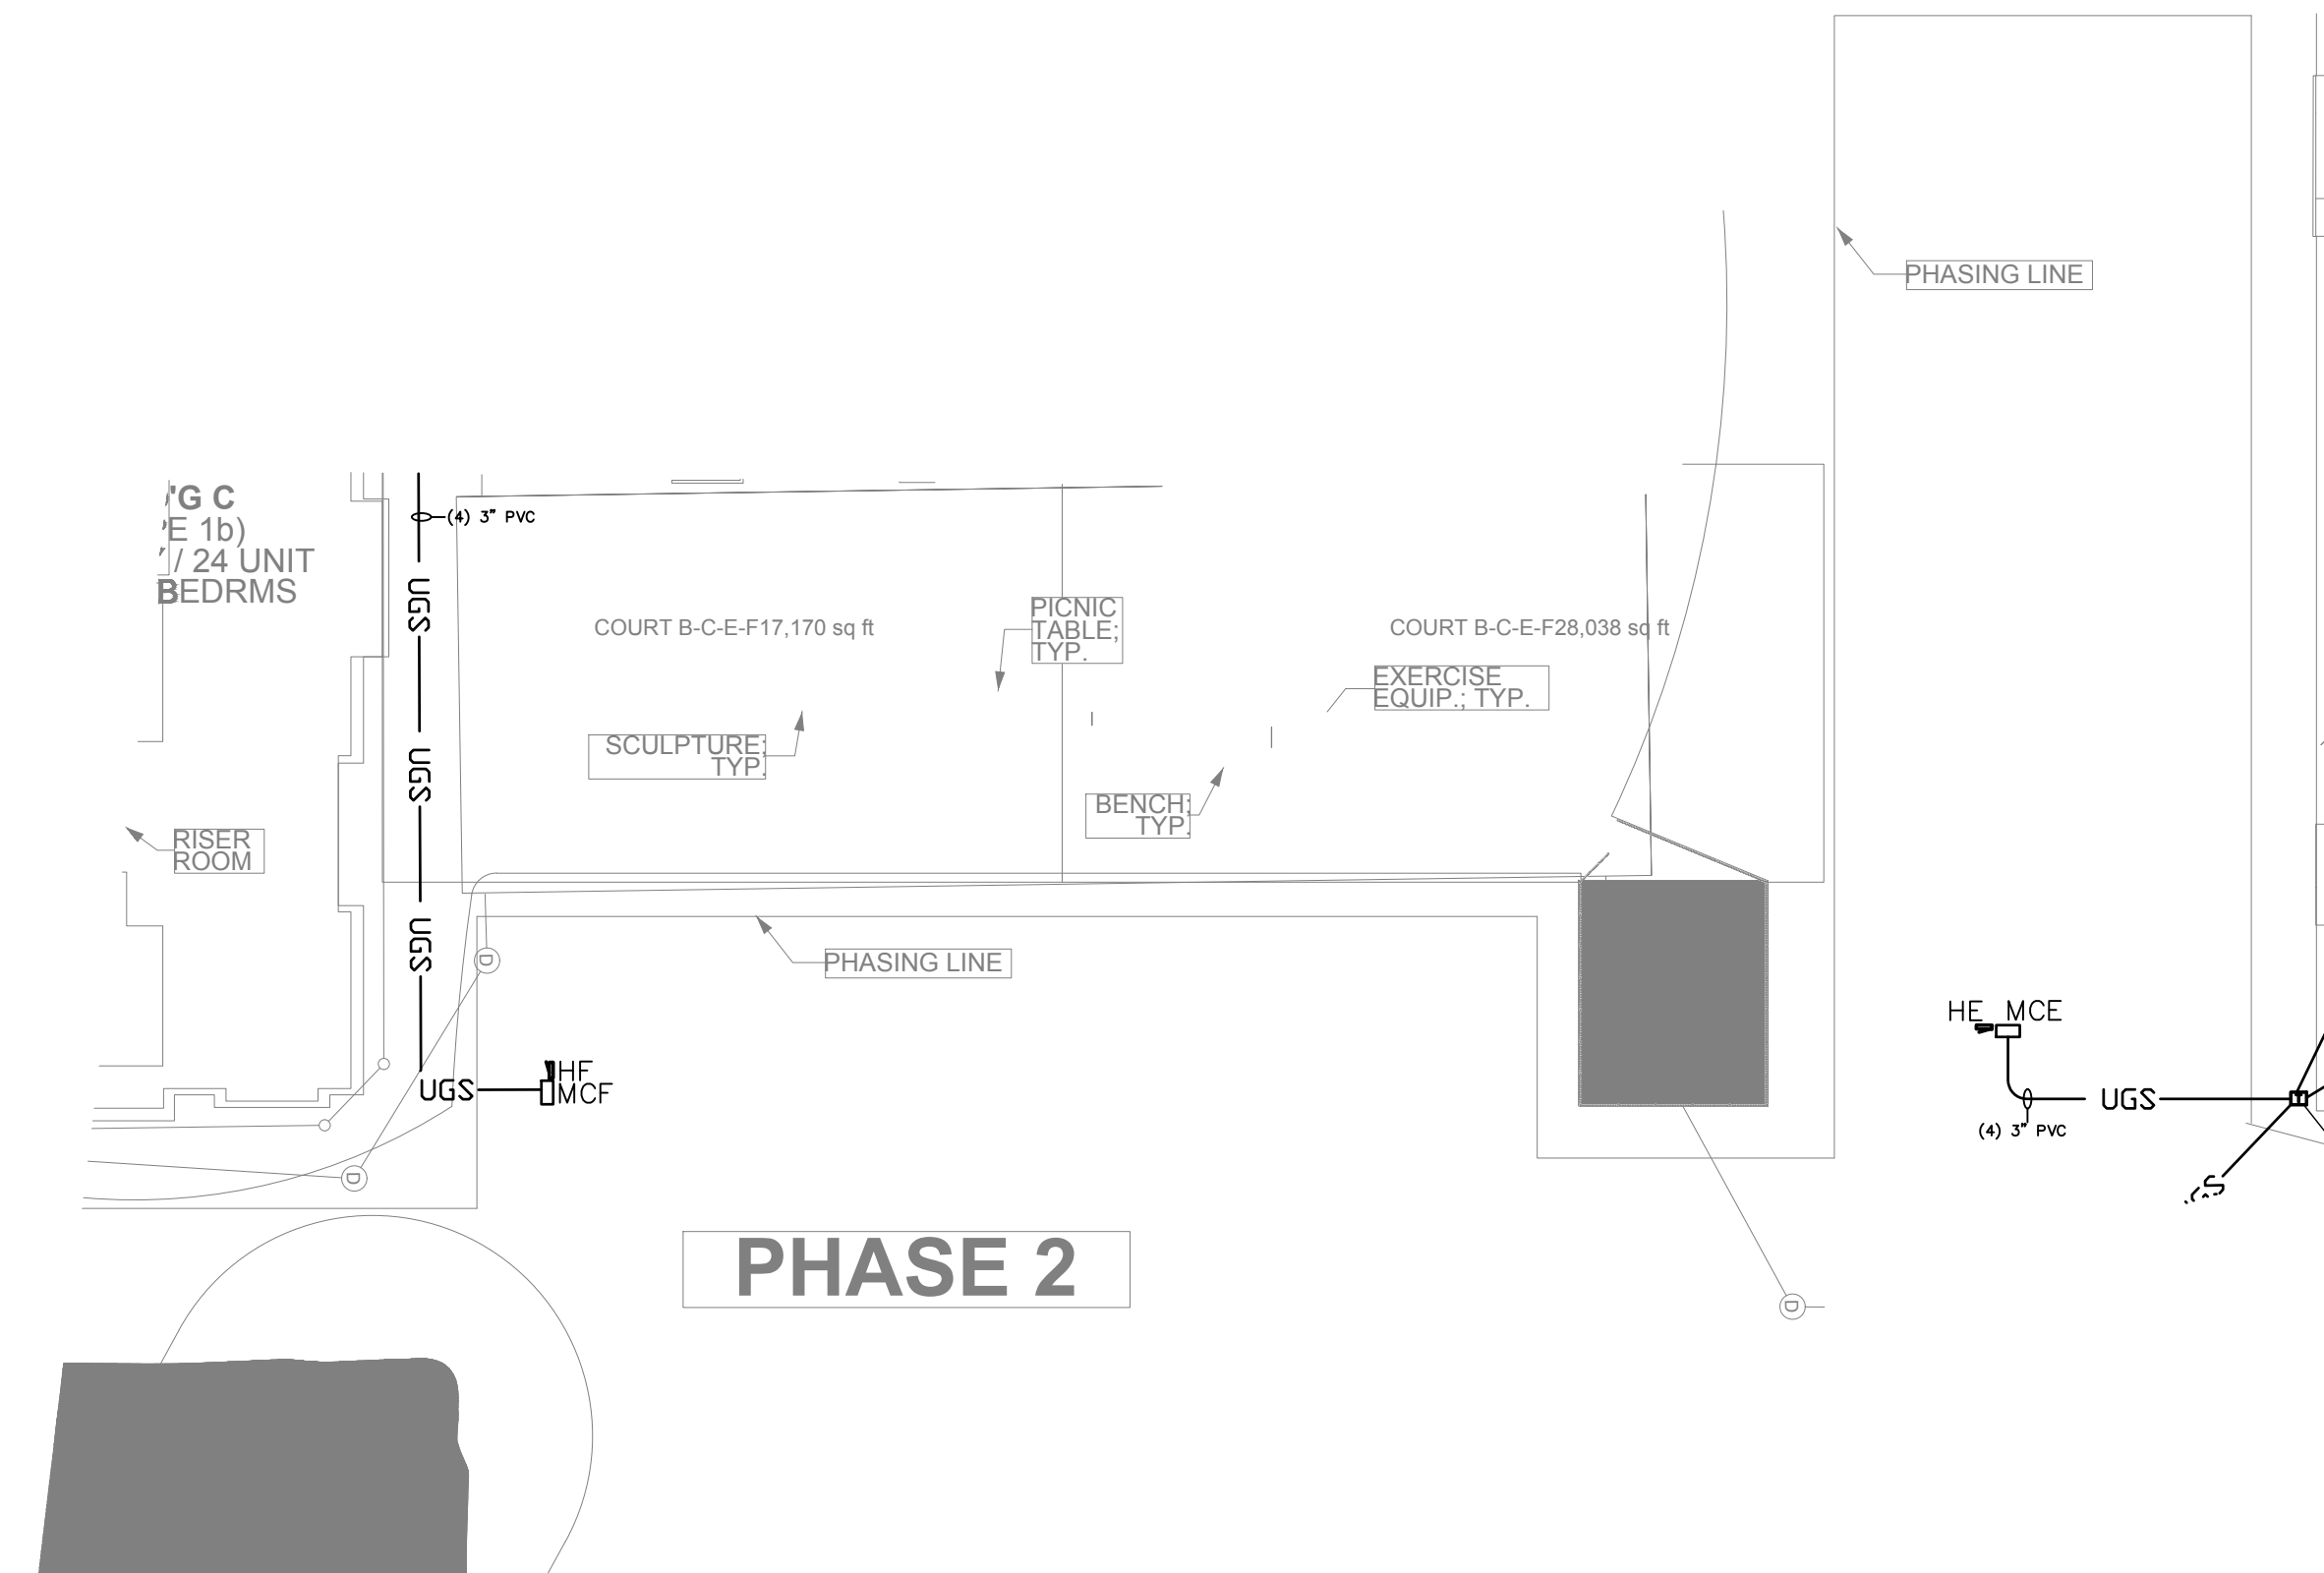 PHASING LINE
'G C
E 1b)
/ 24 UNIT
BEDRMS
(4) 3" PVC
UGS
COURT B-C-E-F17,170 sq ft
PICNIC
TABLE;
TYP.
COURT B-C-E-F28,038 sq ft
EXERCISE
EQUIP.; TYP.
SCULPTURE;
TYP.
UGS
BENCH;
TYP.
RISER
ROOM
UGS
D
PHASING LINE
HE MCE
HF
UGS
MCF
UGS
(4) 3" PVC
D
PHASE 2
D